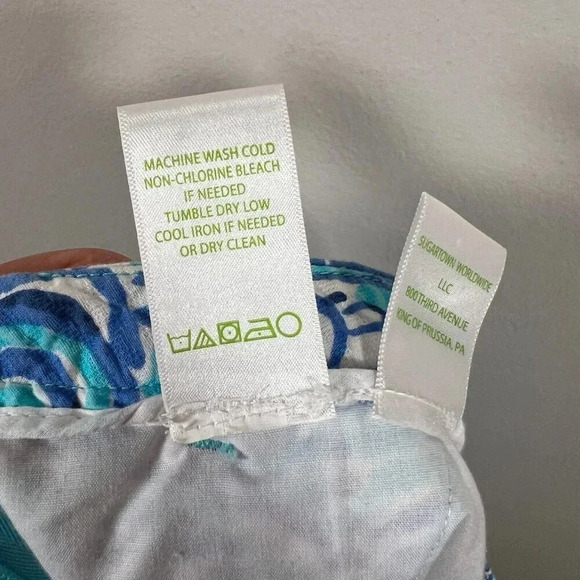 MACHINE WASH COLD
NON-CHLORINE BLEACH
IF NEEDED
TUMBLE DRY LOW
COOL IRON IF NEEDED
OR DRY CLEAN
SUGARTOWN WORLDWIDE
LLC
800 THIRD AVENUE
KING OF PRUSSIA, PA